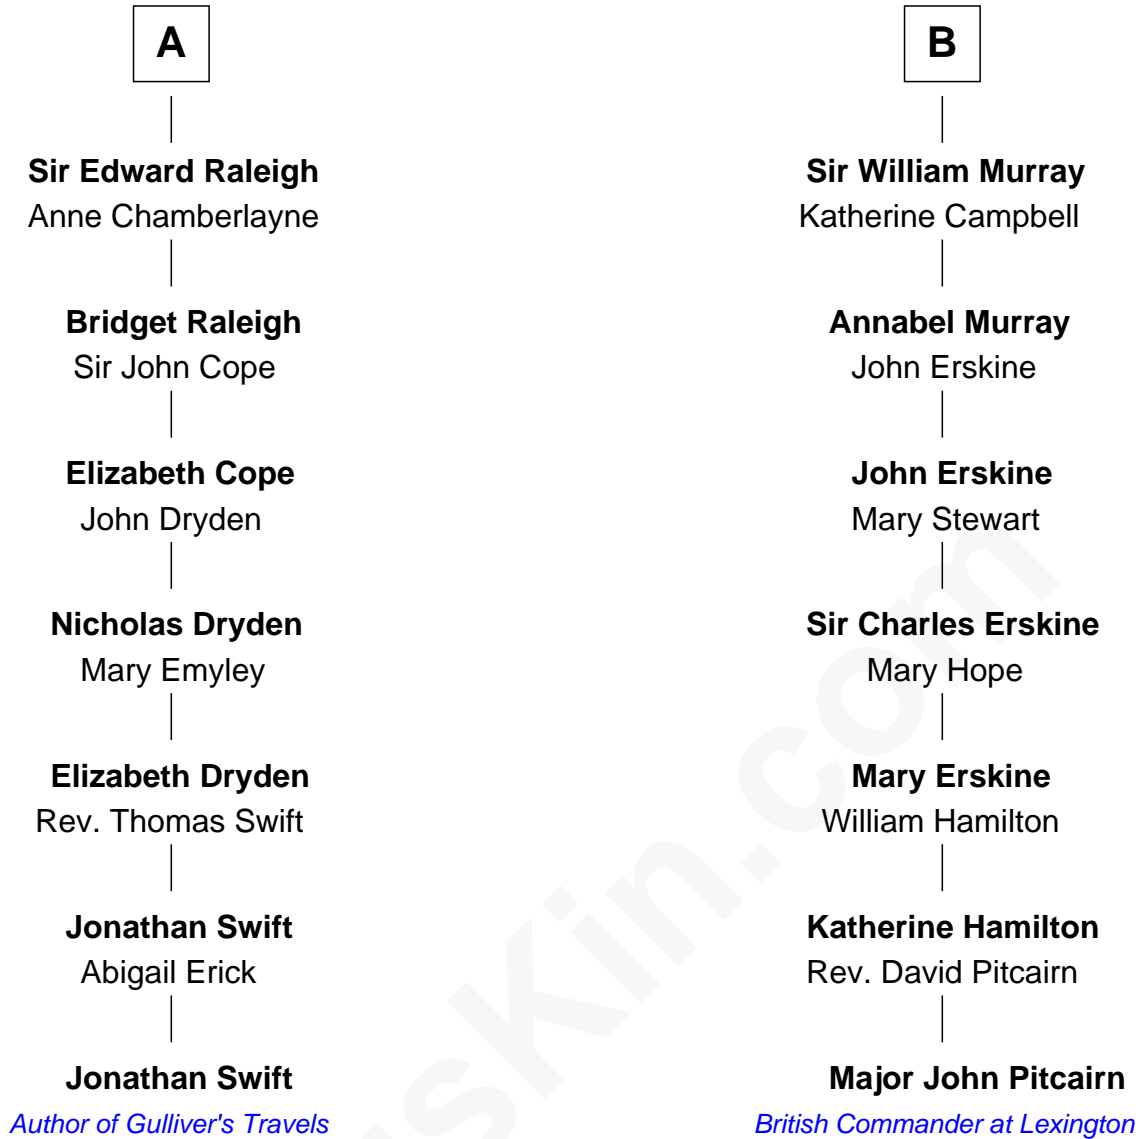 A
Sir Edward Raleigh
Anne Chamberlayne
Bridget Raleigh
Sir John Cope
Elizabeth Cope
John Dryden
Nicholas Dryden
Mary Emyley
Elizabeth Dryden
Rev. Thomas Swift
Jonathan Swift
Abigail Erick
Jonathan Swift
Author of Gulliver's Travels
B
Sir William Murray
Katherine Campbell
Annabel Murray
John Erskine
John Erskine
Mary Stewart
Sir Charles Erskine
Mary Hope
Mary Erskine
William Hamilton
Katherine Hamilton
Rev. David Pitcairn
Major John Pitcairn
British Commander at Lexington
sKin.com